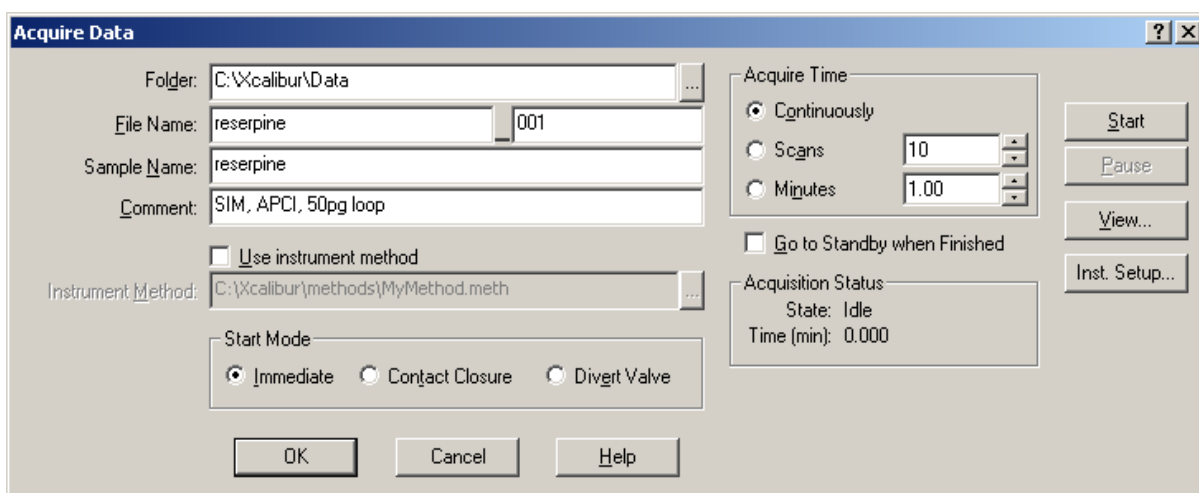 Acquire Data
Folder: C:\Xcalibur\Data ...
File Name: reserpine _ 001
Sample Name: reserpine
Comment: SIM, APCI, 50pg loop
Use instrument method
Instrument Method: C:\Xcalibur\methods\MyMethod.meth ...
Start Mode
Immediate Contact Closure Divert Valve
OK Cancel Help
Acquire Time
Continuously
Scans 10
Minutes 1.00
Go to Standby when Finished
Acquisition Status
State: Idle
Time (min): 0.000
Start
Pause
View...
Inst. Setup...